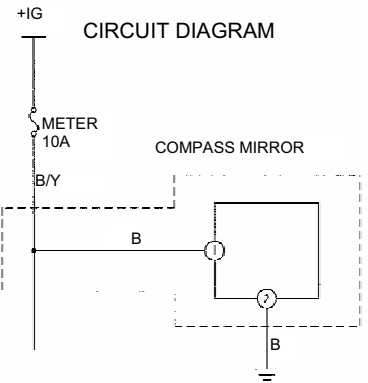 +IG
CIRCUIT DIAGRAM
METER
10A
COMPASS MIRROR
B/Y
B
1
2
B